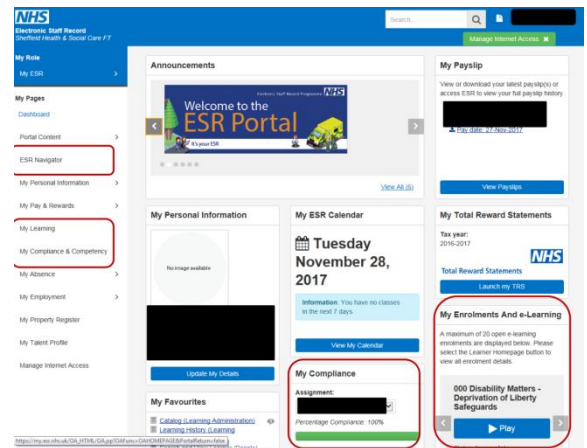 NHS
Electronic Staff Record
Sheffield Health & Social Care FT
Search...
Manage Internet Access
My Role
My ESR
My Pages
Dashboard
Portal Content
ESR Navigator
My Personal Information
My Pay & Rewards
My Learning
My Compliance & Competency
My Absence
My Employment
My Property Register
My Talent Profile
Manage Internet Access
Announcements
Electronic Staff Record Programme NHS
Welcome to the
ESR Portal
It's your ESR
View All (6)
My Payslip
View or download your latest payslip(s) or
access ESR to view your full payslip history
Pay date: 27-Nov-2017
View Payslips
My Personal Information
No image available
Update My Details
My ESR Calendar
Tuesday
November 28,
2017
Information: You have no classes
in the next 7 days
View My Calendar
My Total Reward Statements
Tax year:
2016-2017
NHS
Total Reward Statements
Launch my TRS
My Favourites
Catalog (Learning Administration)
Learning History (Learning
My Compliance
Assignment:
Percentage Compliance: 100%
My Enrolments And e-Learning
A maximum of 20 open e-learning
enrolments are displayed below. Please
select the Learner Homepage button to
view all enrolment details.
000 Disability Matters -
Deprivation of Liberty
Safeguards
Play